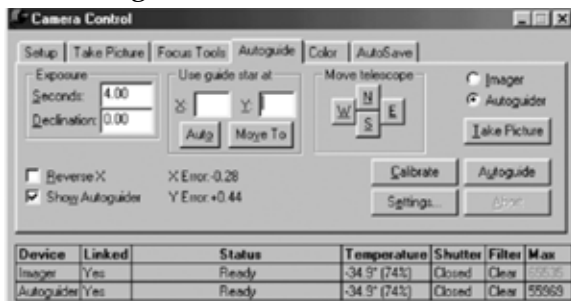 Camera Control
Setup Take Picture Focus Tools Autoguide Color AutoSave
Exposure
Seconds: 4.00
Declination: 0.00
Use guide star at
X: Y:
Auto Move To
Move telescope
N
W E
S
Imager
Autoguider
Take Picture
Reverse X
Show Autoguider
X Error:-0.28
Y Error:+0.44
Calibrate Autoguide
Settings... Abort
Device Linked Status Temperature Shutter Filter Max
Imager Yes Ready -34.9° (74%) Closed Clear 65535
Autoguider Yes Ready -34.9° (74%) Closed Clear 55969